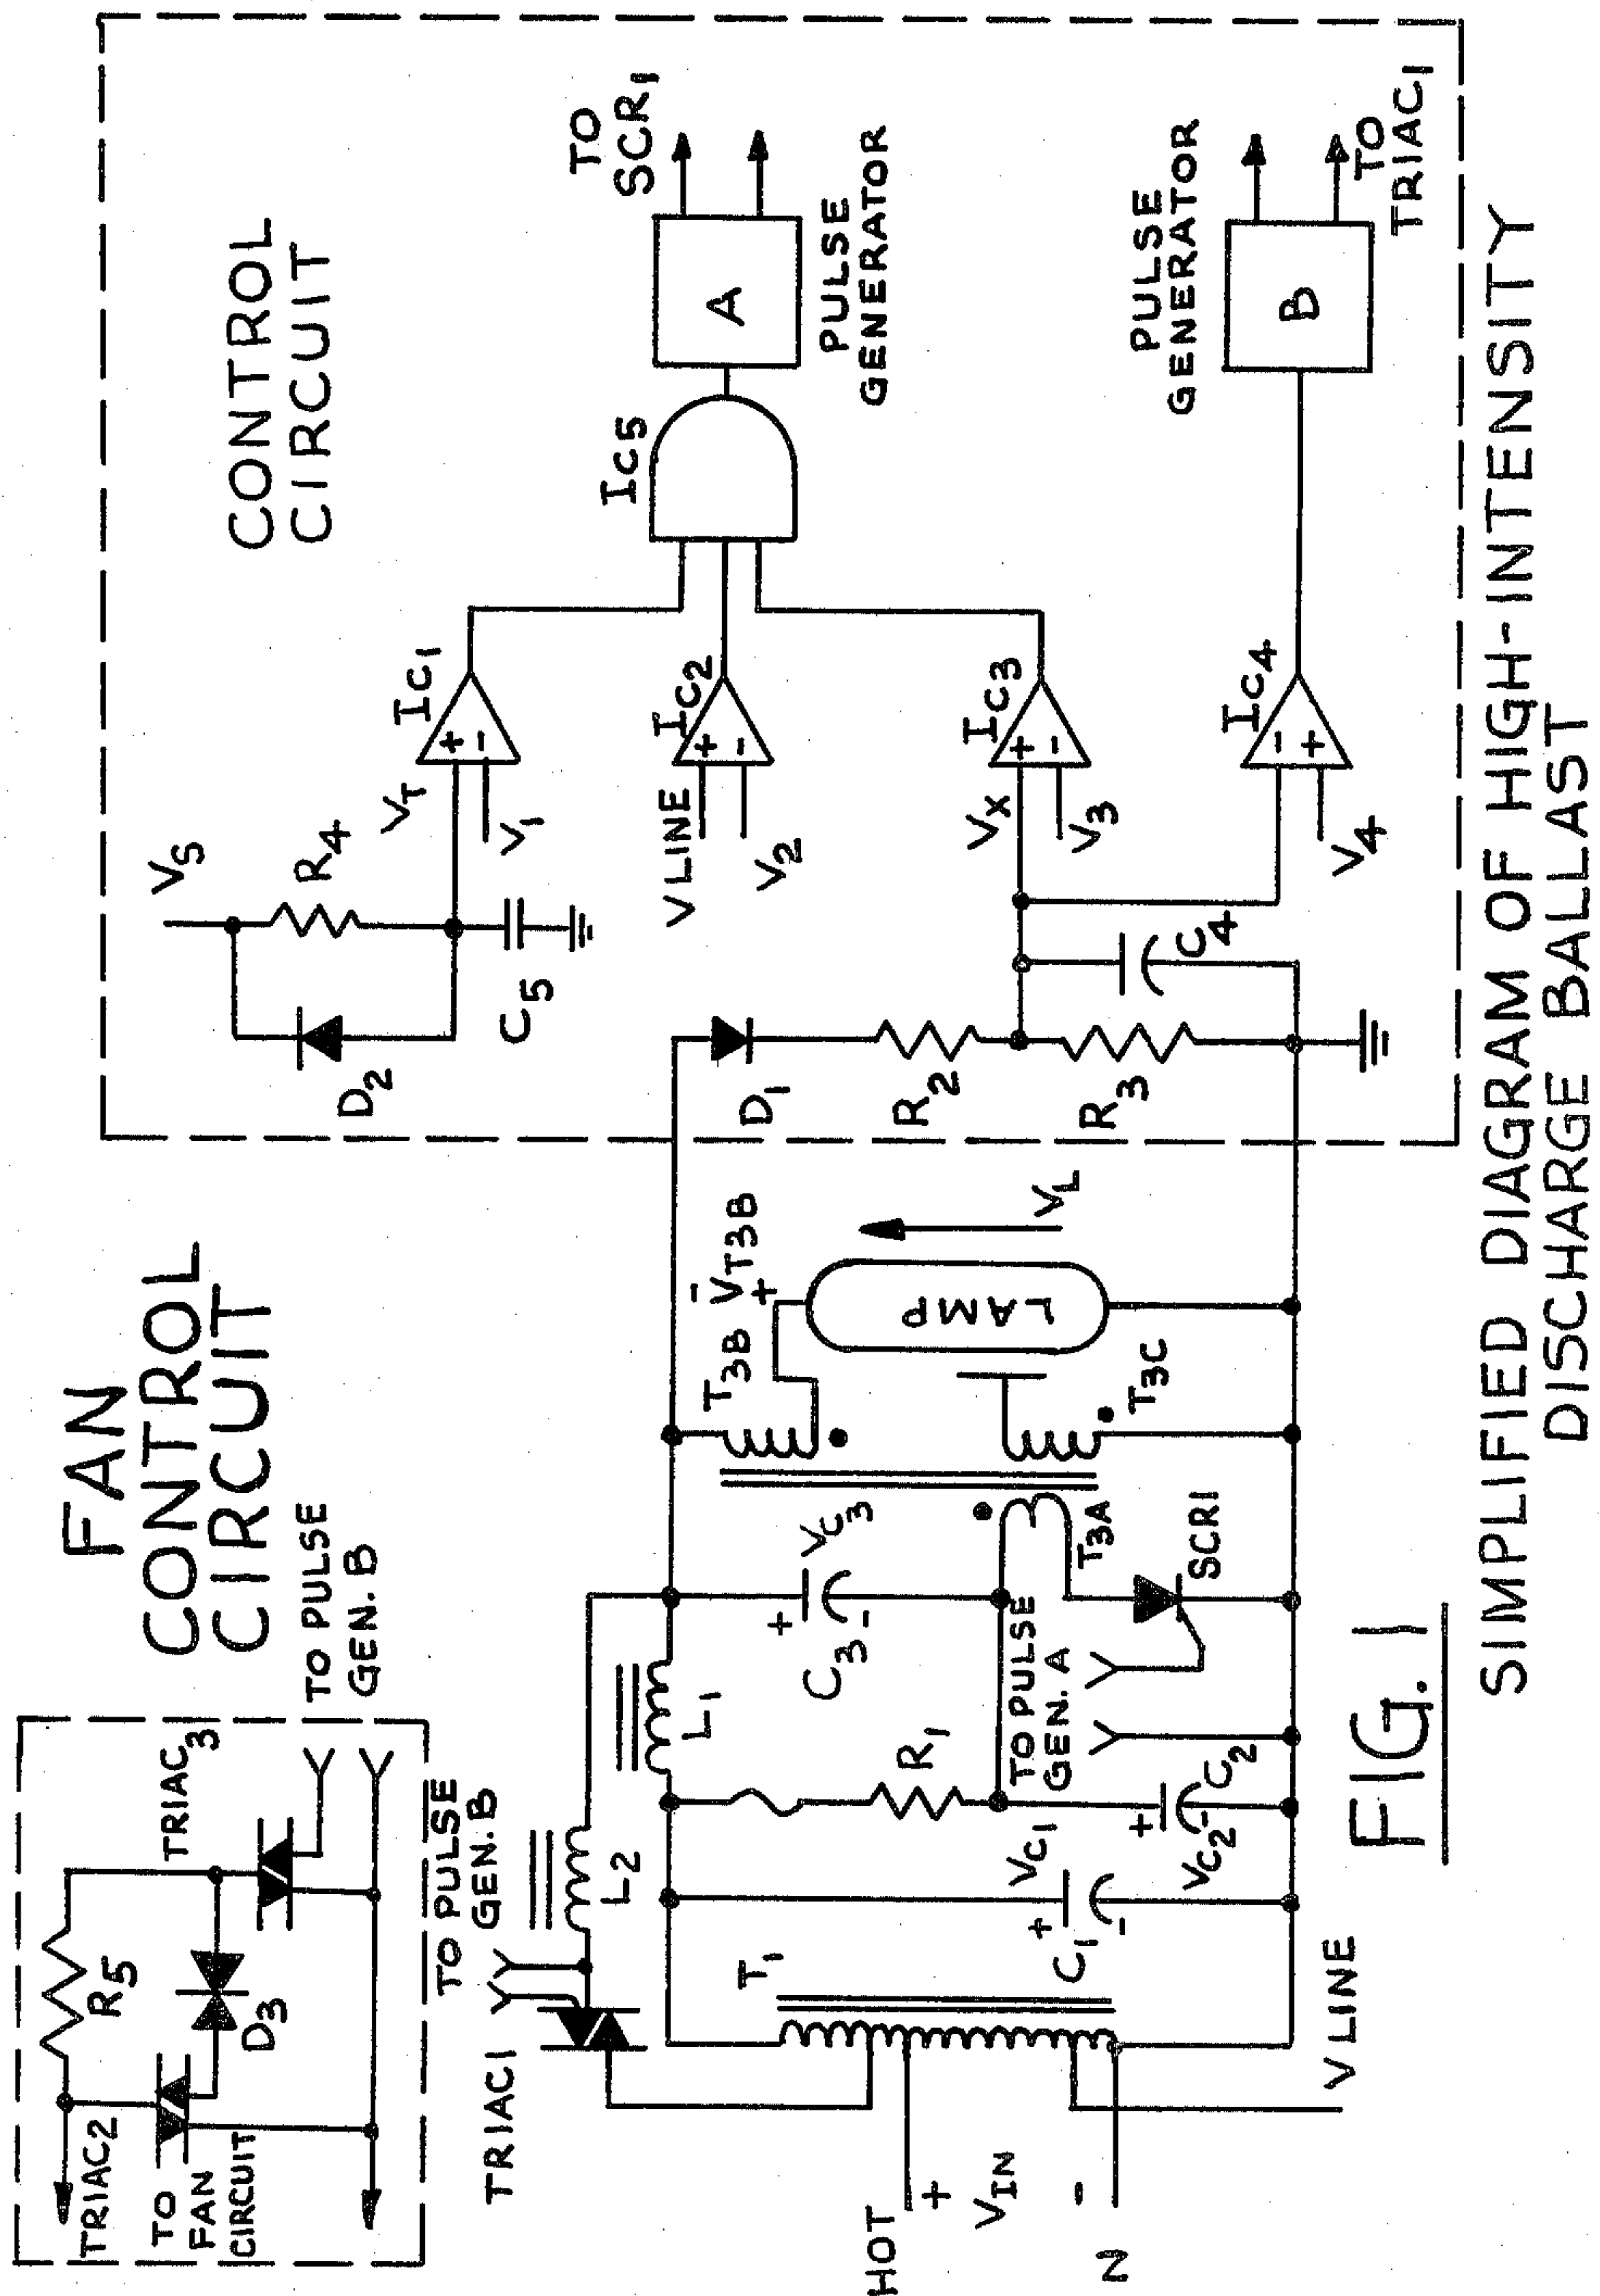 FAN
CONTROL
CIRCUIT
TRIAC2
R5
TRIAC3
D3
TO
FAN
CIRCUIT
TO PULSE
GEN. B
CONTROL
CIRCUIT
VS
R4
D2
C5
VT
V1
IC1
VLINE
V2
IC2
VX
V3
IC3
V4
IC4
IC5
A
PULSE
GENERATOR
TO
SCR1
B
PULSE
GENERATOR
TO
TRIAC1
D1
R2
R3
C4
TRIAC1
TO PULSE
GEN. B
L2
L1
HOT
+
VIN
-
N
T1
VLINE
+
C1
-
VC1
R1
+
VC2
-
C2
TO PULSE
GEN. A
+
C3
-
VC3
T3A
SCR1
T3B
-
VT3B
+
T3C
LAMP
VL
+
-
+
-
+
-
-
+
FIG. 1
SIMPLIFIED DIAGRAM OF HIGH-INTENSITY
DISCHARGE BALLAST